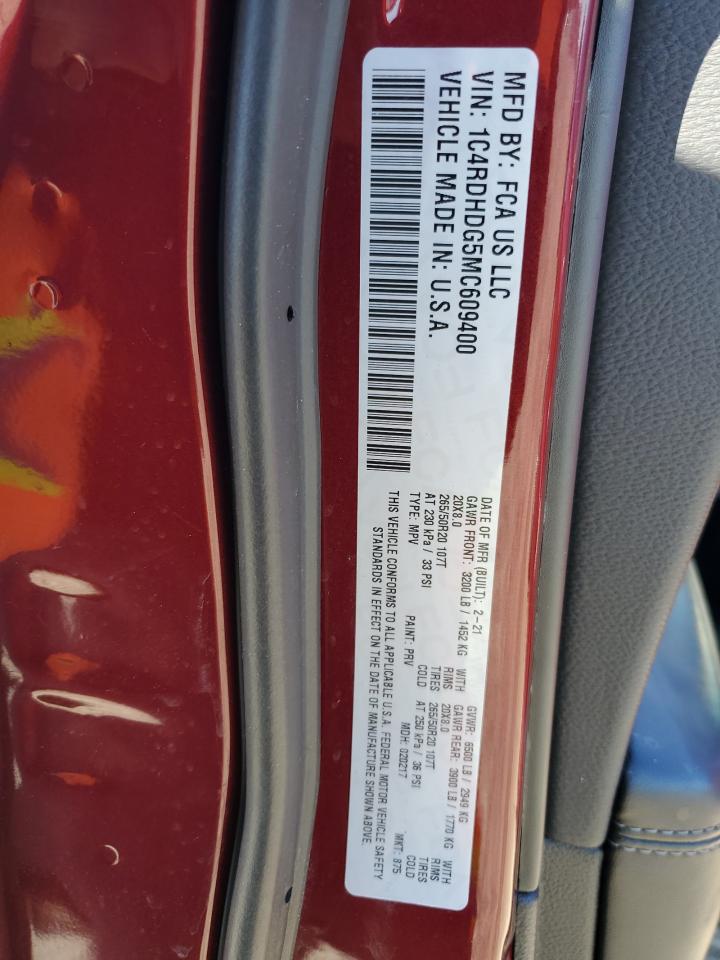 MFD BY: FCA US LLC
VIN: 1C4RDHDG5MC609400
VEHICLE MADE IN: U.S.A.
DATE OF MFR (BUILT): 2-21 GVWR: 6500 LB / 2949 KG
GAWR FRONT: 3200 LB / 1452 KG WITH GAWR REAR: 3900 LB / 1770 KG WITH
20X8.0 RIMS 20X8.0 RIMS
265/50R20 107T TIRES 265/50R20 107T TIRES
AT 230 kPa / 33 PSI COLD AT 250 kPa / 36 PSI COLD
TYPE: MPV PAINT: PRV MDH: 020217 MKT: 875
THIS VEHICLE CONFORMS TO ALL APPLICABLE U.S.A. FEDERAL MOTOR VEHICLE SAFETY
STANDARDS IN EFFECT ON THE DATE OF MANUFACTURE SHOWN ABOVE.